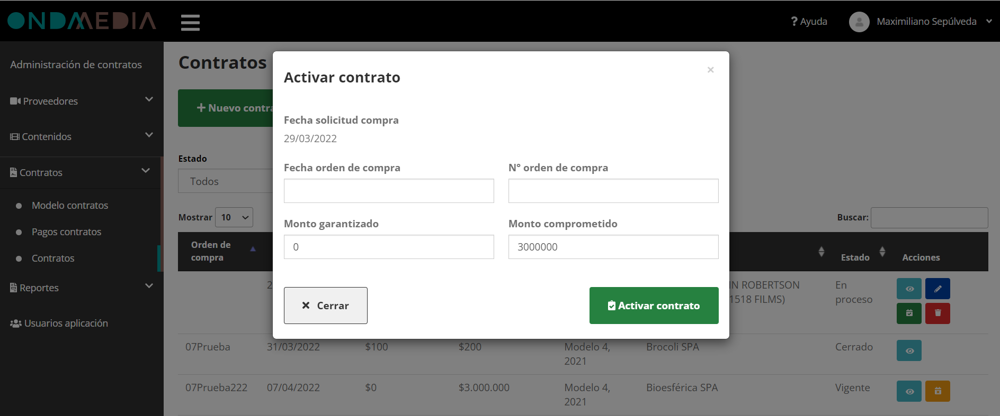 ONDAMEDIA
Ayuda
Maximiliano Sepúlveda
Administración de contratos
Proveedores
Contenidos
Contratos
Modelo contratos
Pagos contratos
Contratos
Reportes
Usuarios aplicación
Contratos
+ Nuevo contra
Estado
Todos
Mostrar 10
Buscar:
Orden de
compra
Estado
Acciones
2
IN ROBERTSON
1518 FILMS)
En
proceso
07Prueba 31/03/2022 $100 $200 Modelo 4,
2021
Brocoli SPA Cerrado
07Prueba222 07/04/2022 $0 $3.000.000 Modelo 4,
2021
Bioesférica SPA Vigente
Activar contrato
×
Fecha solicitud compra
29/03/2022
Fecha orden de compra
N° orden de compra
Monto garantizado
0
Monto comprometido
3000000
Cerrar
Activar contrato